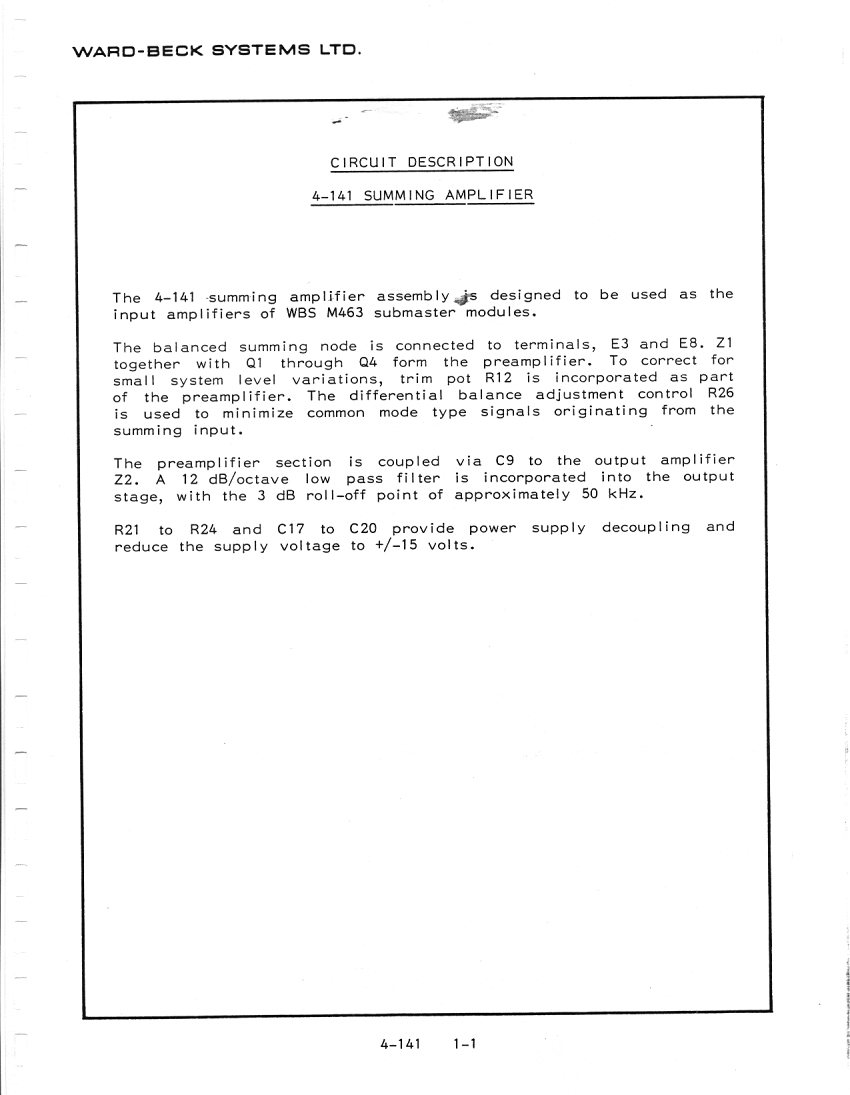 WARD-BECK SYSTEMS LTD.
CIRCUIT DESCRIPTION
4-141 SUMMING AMPLIFIER
The 4-141 summing amplifier assembly is designed to be used as the
input amplifiers of WBS M463 submaster modules.
The balanced summing node is connected to terminals, E3 and E8. Z1
together with Q1 through Q4 form the preamplifier. To correct for
small system level variations, trim pot R12 is incorporated as part
of the preamplifier. The differential balance adjustment control R26
is used to minimize common mode type signals originating from the
summing input.
The preamplifier section is coupled via C9 to the output amplifier
Z2. A 12 dB/octave low pass filter is incorporated into the output
stage, with the 3 dB roll-off point of approximately 50 kHz.
R21 to R24 and C17 to C20 provide power supply decoupling and
reduce the supply voltage to +/-15 volts.
4-141 1-1